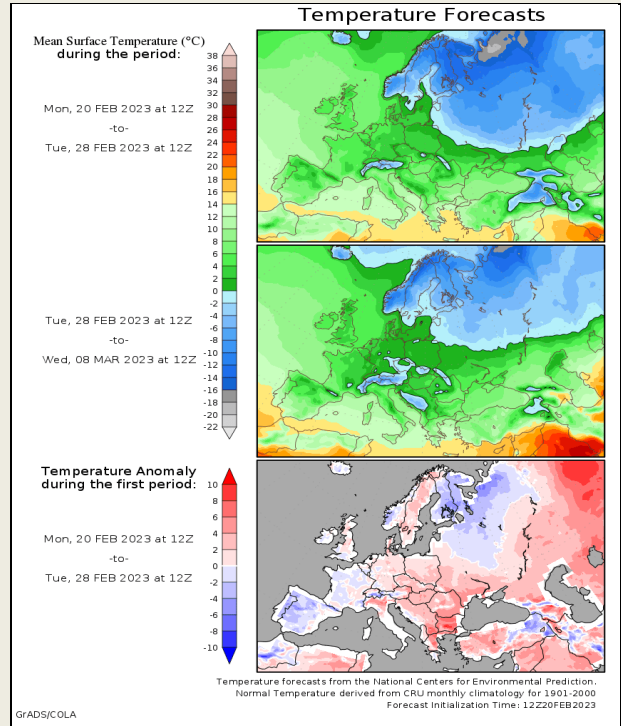 Temperature Forecasts
Mean Surface Temperature (°C)
during the period:
38
36
34
32
30
28
26
24
22
20
18
16
14
12
10
8
6
4
2
0
-2
-4
-6
-8
-10
-12
-14
-16
-18
-20
-22
Mon, 20 FEB 2023 at 12Z
-to-
Tue, 28 FEB 2023 at 12Z
Tue, 28 FEB 2023 at 12Z
-to-
Wed, 08 MAR 2023 at 12Z
Temperature Anomaly
during the first period:
10
8
6
4
2
0
-2
-4
-6
-8
-10
Mon, 20 FEB 2023 at 12Z
-to-
Tue, 28 FEB 2023 at 12Z
Temperature forecasts from the National Centers for Environmental Prediction.
Normal Temperature derived from CRU monthly climatology for 1901-2000
Forecast Initialization Time: 12Z20FEB2023
GrADS/COLA